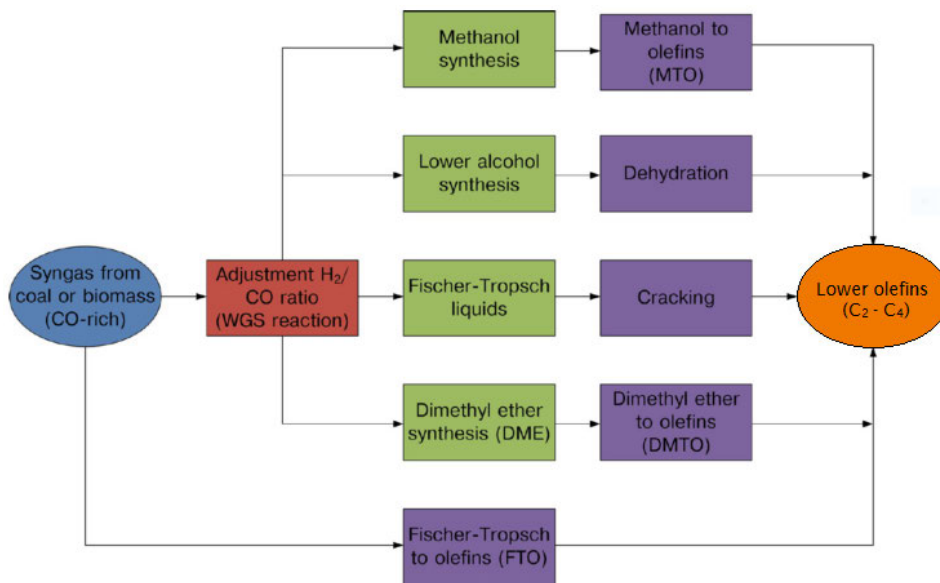 Methanol
synthesis
Methanol to
olefins
(MTO)
Lower alcohol
synthesis
Dehydration
Syngas from
coal or biomass
(CO-rich)
Adjustment H₂/
CO ratio
(WGS reaction)
Fischer-Tropsch
liquids
Cracking
Lower olefins
(C₂ - C₄)
Dimethyl ether
synthesis (DME)
Dimethyl ether
to olefins
(DMTO)
Fischer-Tropsch
to olefins (FTO)